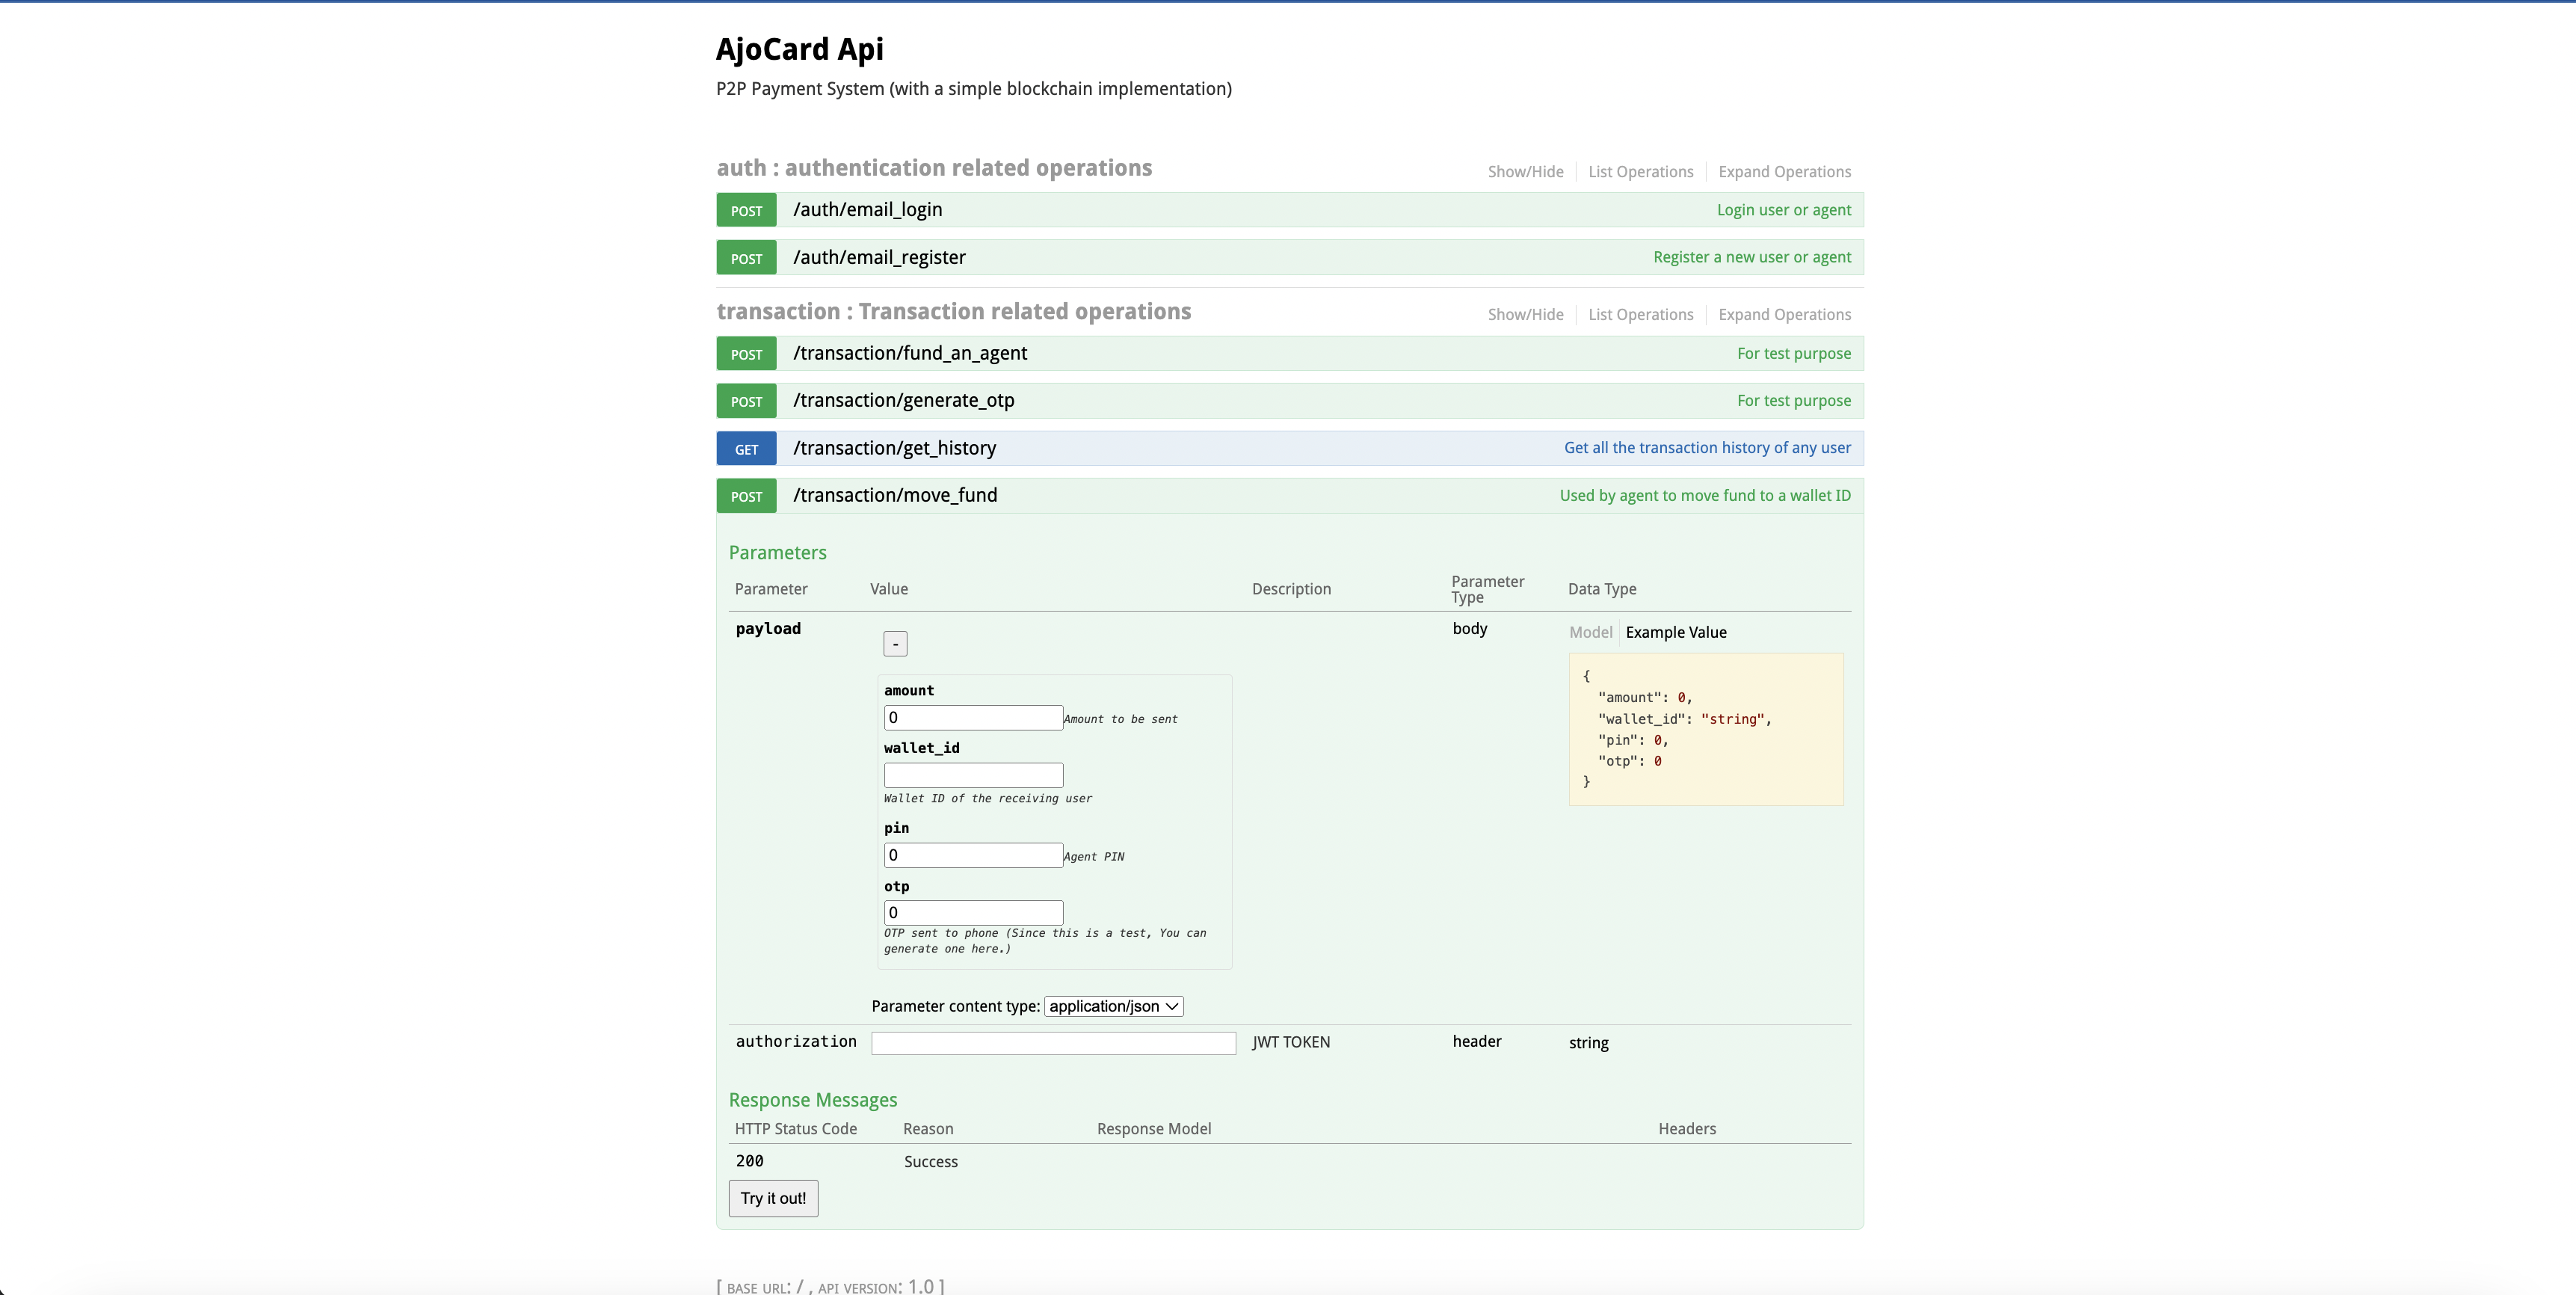 AjoCard Api
P2P Payment System (with a simple blockchain implementation)
auth : authentication related operations
Show/Hide
List Operations
Expand Operations
POST
/auth/email_login
Login user or agent
POST
/auth/email_register
Register a new user or agent
transaction : Transaction related operations
Show/Hide
List Operations
Expand Operations
POST
/transaction/fund_an_agent
For test purpose
POST
/transaction/generate_otp
For test purpose
GET
/transaction/get_history
Get all the transaction history of any user
POST
/transaction/move_fund
Used by agent to move fund to a wallet ID
Parameters
Parameter
Value
Description
Parameter
Type
Data Type
payload
-
amount
0
Amount to be sent
wallet_id
Wallet ID of the receiving user
pin
0
Agent PIN
otp
0
OTP sent to phone (Since this is a test, You can
generate one here.)
Parameter content type: application/json
body
Model
Example Value
{
"amount": 0,
"wallet_id": "string",
"pin": 0,
"otp": 0
}
authorization
JWT TOKEN
header
string
Response Messages
HTTP Status Code
Reason
Response Model
Headers
200
Success
Try it out!
[ BASE URL: / , API VERSION: 1.0 ]